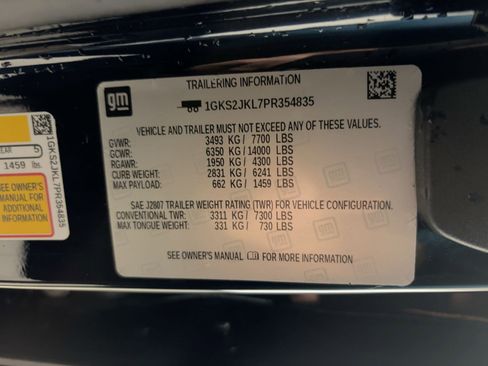 gm
TRAILERING INFORMATION
1GKS2JKL7PR354835
VEHICLE AND TRAILER MUST NOT EXCEED ANY OF THESE VALUES.
GVWR: 3493 KG / 7700 LBS
GCWR: 6350 KG / 14000 LBS
RGAWR: 1950 KG / 4300 LBS
CURB WEIGHT: 2831 KG / 6241 LBS
MAX PAYLOAD: 662 KG / 1459 LBS
SAE J2807 TRAILER WEIGHT RATING (TWR) FOR VEHICLE CONFIGURATION.
CONVENTIONAL TWR: 3311 KG / 7300 LBS
MAX TONGUE WEIGHT: 331 KG / 730 LBS
SEE OWNER'S MANUAL FOR MORE INFORMATION
EAR 5
1459 lbs.
SEE OWNER'S
MANUAL FOR
ADDITIONAL
INFORMATION
1GKS2JKL7PR354835